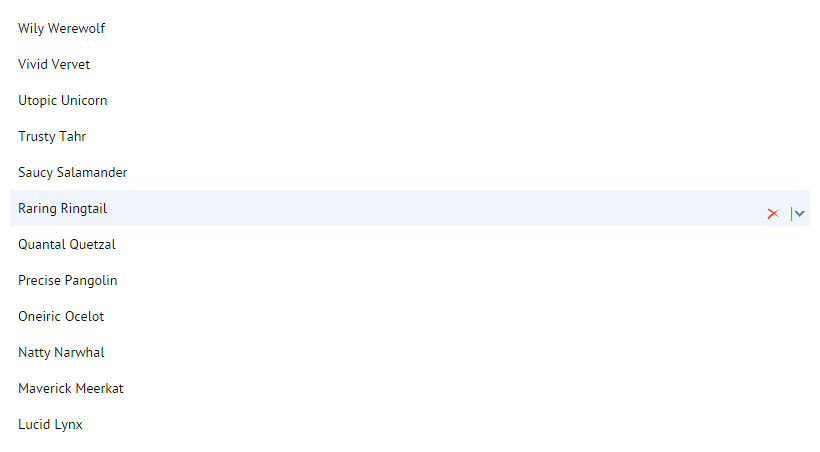 Wily Werewolf
Vivid Vervet
Utopic Unicorn
Trusty Tahr
Saucy Salamander
Raring Ringtail
Quantal Quetzal
Precise Pangolin
Oneiric Ocelot
Natty Narwhal
Maverick Meerkat
Lucid Lynx